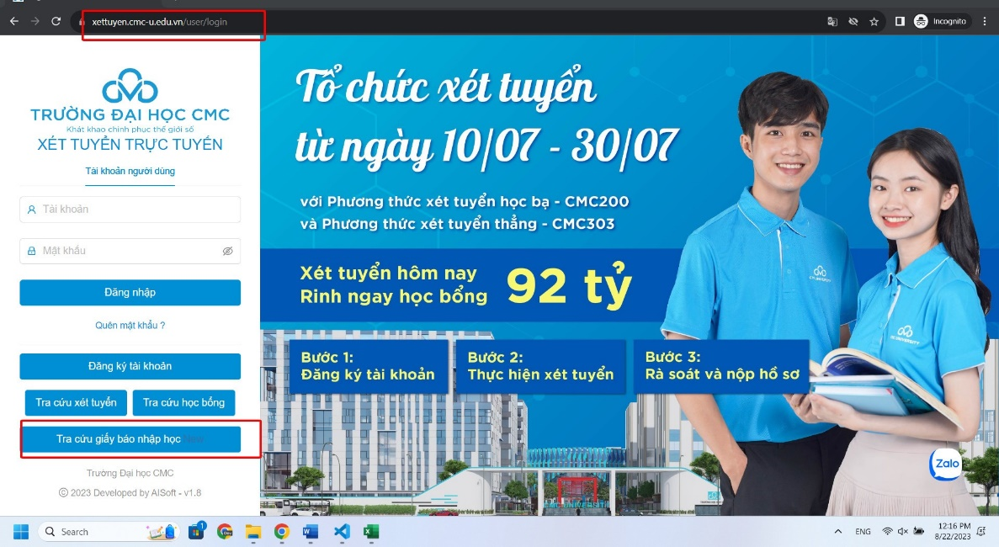 xettuyen.cmc-u.edu.vn/user/login
Incognito
TRƯỜNG ĐẠI HỌC CMC
Khát khao chinh phục thế giới số
XÉT TUYỂN TRỰC TUYẾN
Tài khoản người dùng
Tài khoản
Mật khẩu
Đăng nhập
Quên mật khẩu ?
Đăng ký tài khoản
Tra cứu xét tuyển
Tra cứu học bổng
Tra cứu giấy báo nhập học
Trường Đại học CMC
© 2023 Developed by AISoft - v1.8
Tổ chức xét tuyển
từ ngày 10/07 - 30/07
với Phương thức xét tuyển học bạ - CMC200
và Phương thức xét tuyển thẳng - CMC303
Xét tuyển hôm nay
Rinh ngay học bổng
92 tỷ
Bước 1:
Đăng ký tài khoản
Bước 2:
Thực hiện xét tuyển
Bước 3:
Rà soát và nộp hồ sơ
CMC UNIVERSITY
Zalo
Search
1
ENG
12:16 PM
8/22/2023